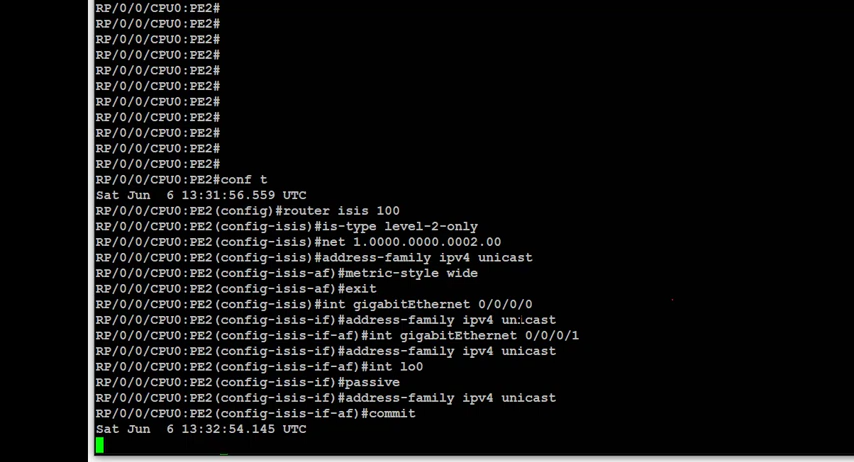 RP/0/0/CPU0:PE2#
RP/0/0/CPU0:PE2#
RP/0/0/CPU0:PE2#
RP/0/0/CPU0:PE2#
RP/0/0/CPU0:PE2#
RP/0/0/CPU0:PE2#
RP/0/0/CPU0:PE2#
RP/0/0/CPU0:PE2#
RP/0/0/CPU0:PE2#
RP/0/0/CPU0:PE2#
RP/0/0/CPU0:PE2#
RP/0/0/CPU0:PE2#conf t
Sat Jun  6 13:31:56.559 UTC
RP/0/0/CPU0:PE2(config)#router isis 100
RP/0/0/CPU0:PE2(config-isis)#is-type level-2-only
RP/0/0/CPU0:PE2(config-isis)#net 1.0000.0000.0002.00
RP/0/0/CPU0:PE2(config-isis)#address-family ipv4 unicast
RP/0/0/CPU0:PE2(config-isis-af)#metric-style wide
RP/0/0/CPU0:PE2(config-isis-af)#exit
RP/0/0/CPU0:PE2(config-isis)#int gigabitEthernet 0/0/0/0
RP/0/0/CPU0:PE2(config-isis-if)#address-family ipv4 unicast
RP/0/0/CPU0:PE2(config-isis-if-af)#int gigabitEthernet 0/0/0/1
RP/0/0/CPU0:PE2(config-isis-if)#address-family ipv4 unicast
RP/0/0/CPU0:PE2(config-isis-if-af)#int lo0
RP/0/0/CPU0:PE2(config-isis-if)#passive
RP/0/0/CPU0:PE2(config-isis-if)#address-family ipv4 unicast
RP/0/0/CPU0:PE2(config-isis-if-af)#commit
Sat Jun  6 13:32:54.145 UTC